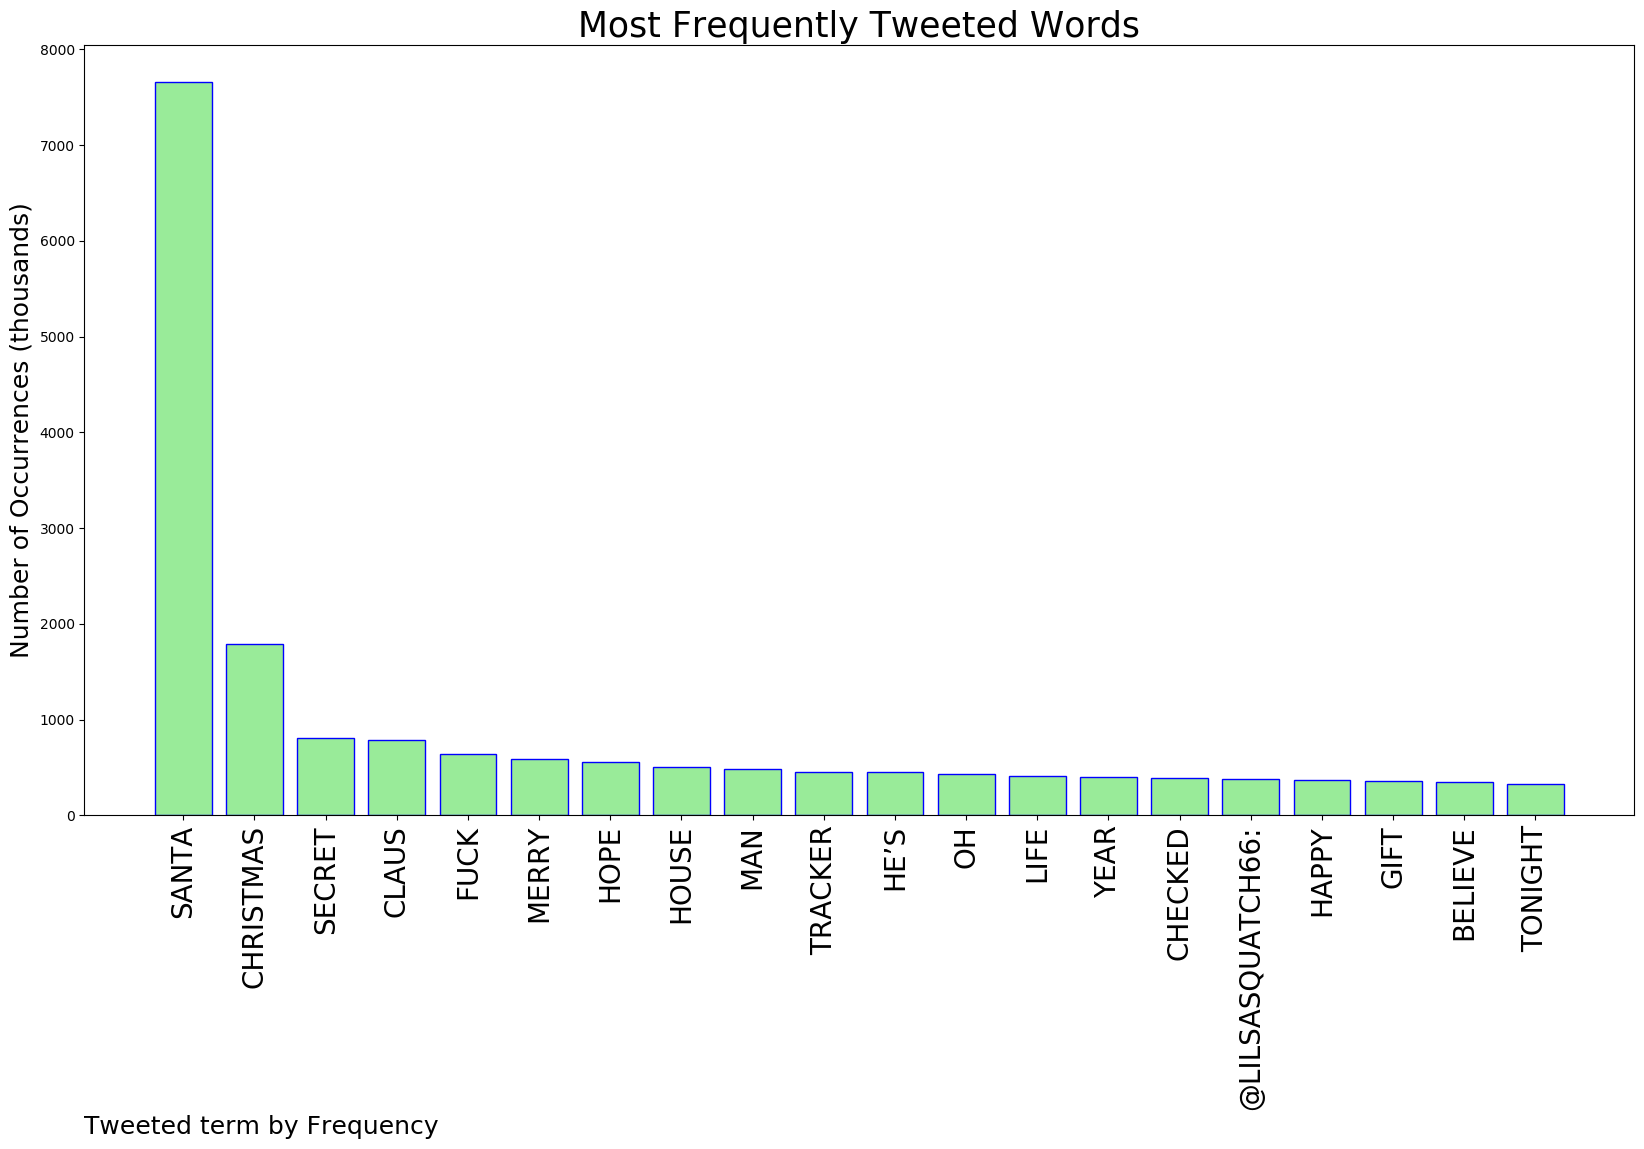 Most Frequently Tweeted Words
Number of Occurrences (thousands)
8000
7000
6000
5000
4000
3000
2000
1000
0
SANTA
CHRISTMAS
SECRET
CLAUS
FUCK
MERRY
HOPE
HOUSE
MAN
TRACKER
HE’S
OH
LIFE
YEAR
CHECKED
@LILSASQUATCH66:
HAPPY
GIFT
BELIEVE
TONIGHT
Tweeted term by Frequency